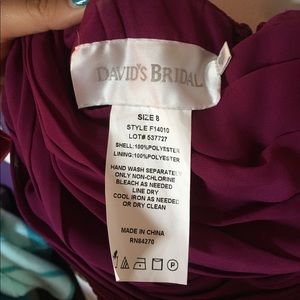 DAVID'S BRIDAL
SIZE 8
STYLE F14010
LOT# 537727
SHELL:100%POLYESTER
LINING:100%POLYESTER
HAND WASH SEPARATELY
ONLY NON-CHLORINE
BLEACH AS NEEDED
LINE DRY
COOL IRON AS NEEDED
OR DRY CLEAN
MADE IN CHINA
RN84270